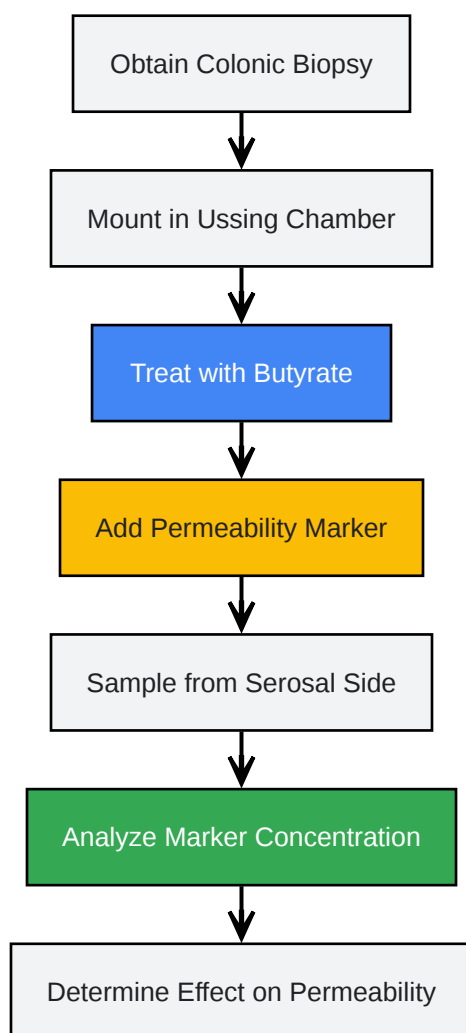 Obtain Colonic Biopsy
Mount in Ussing Chamber
Treat with Butyrate
Add Permeability Marker
Sample from Serosal Side
Analyze Marker Concentration
Determine Effect on Permeability